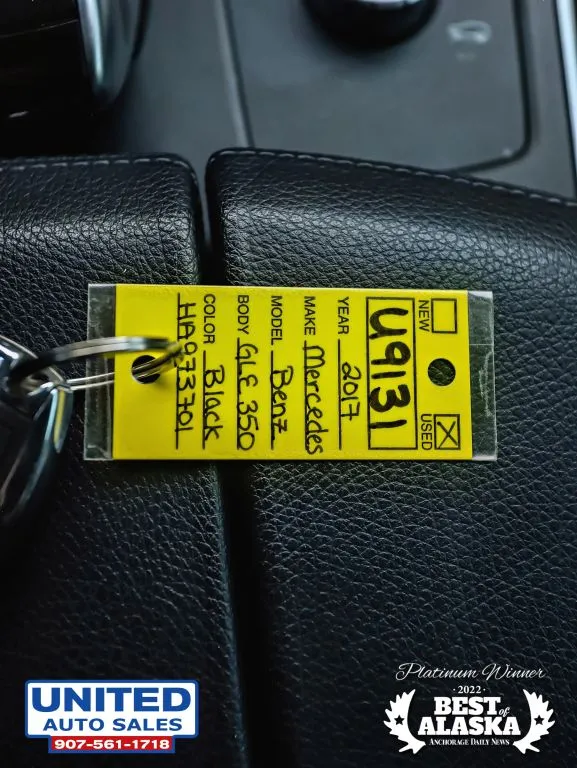 NEW
USED
U9131
YEAR 2017
MAKE Mercedes
MODEL Benz
BODY GLE 350
COLOR Black
HA973701
UNITED
AUTO SALES
907-561-1718
Platinum Winner
· 2022 ·
BEST of
ALASKA
ANCHORAGE DAILY NEWS